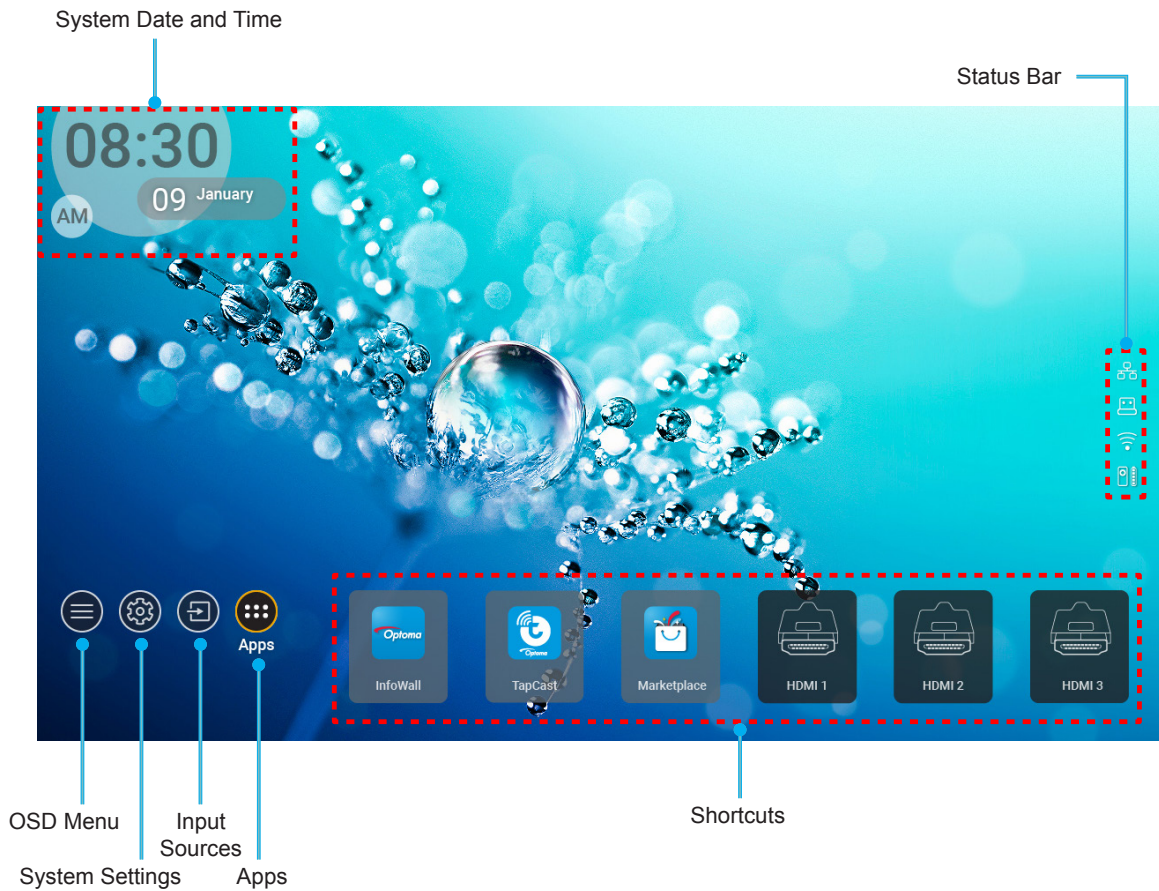 System Date and Time
Status Bar
08:30
09 January
AM
Apps
Optoma
Optoma
InfoWall
TapCast
Marketplace
HDMI 1
HDMI 2
HDMI 3
OSD Menu
Input
Sources
Shortcuts
System Settings
Apps